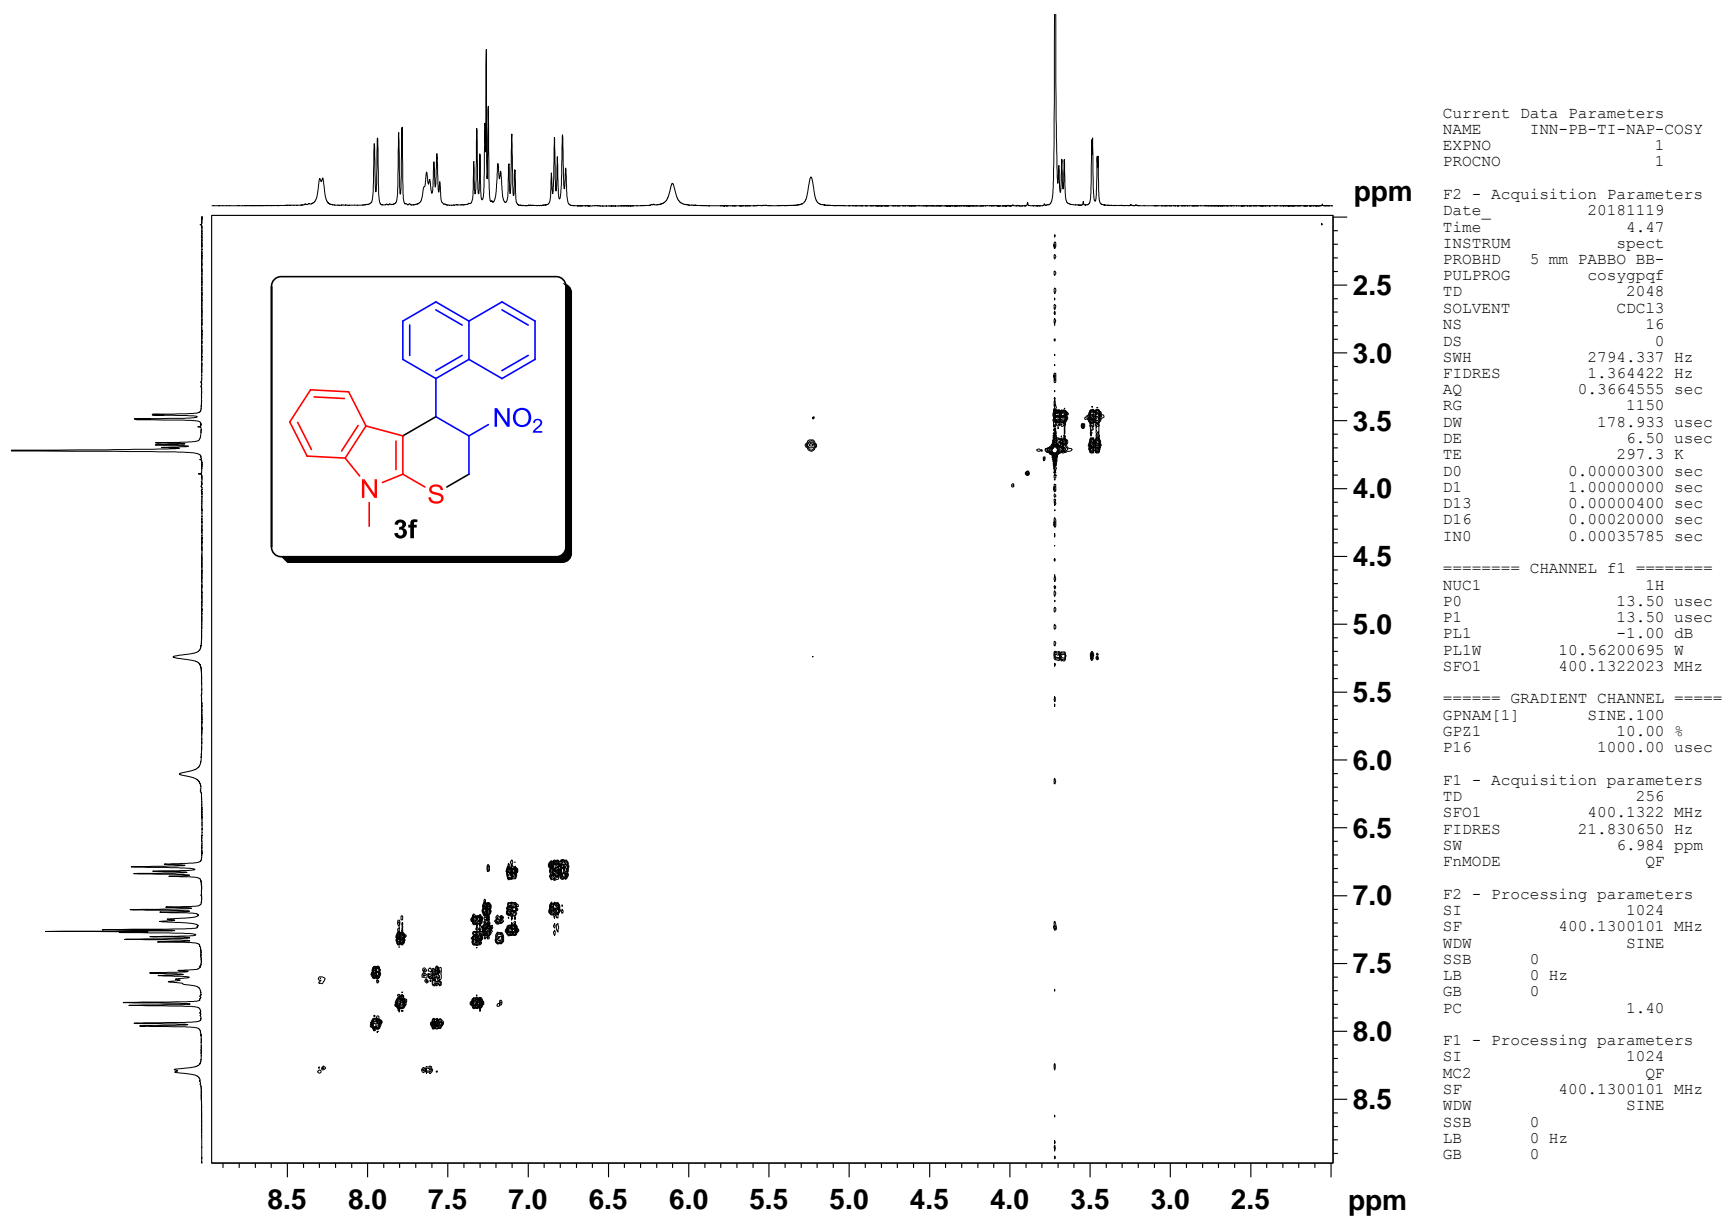 Current Data Parameters
NAME INN-PB-TI-NAP-COSY
EXPNO 1
PROCNO 1
F2 - Acquisition Parameters
Date_ 20181119
Time 4.47
INSTRUM spect
PROBHD 5 mm PABBO BB-
PULPROG cosygpqf
TD 2048
SOLVENT CDCl3
NS 16
DS 0
SWH 2794.337 Hz
FIDRES 1.364422 Hz
AQ 0.3664555 sec
RG 1150
DW 178.933 usec
DE 6.50 usec
TE 297.3 K
D0 0.00000300 sec
D1 1.00000000 sec
D13 0.00000400 sec
D16 0.00020000 sec
IN0 0.00035785 sec
======== CHANNEL f1 ========
NUC1 1H
P0 13.50 usec
P1 13.50 usec
PL1 -1.00 dB
PL1W 10.56200695 W
SFO1 400.1322023 MHz
====== GRADIENT CHANNEL =====
GPNAM[1] SINE.100
GPZ1 10.00 %
P16 1000.00 usec
F1 - Acquisition parameters
TD 256
SFO1 400.1322 MHz
FIDRES 21.830650 Hz
SW 6.984 ppm
FnMODE QF
F2 - Processing parameters
SI 1024
SF 400.1300101 MHz
WDW SINE
SSB 0
LB 0 Hz
GB 0
PC 1.40
F1 - Processing parameters
SI 1024
MC2 QF
SF 400.1300101 MHz
WDW SINE
SSB 0
LB 0 Hz
GB 0
ppm
2.5
3.0
3.5
4.0
4.5
5.0
5.5
6.0
6.5
7.0
7.5
8.0
8.5
NO2
N
S
3f
8.5 8.0 7.5 7.0 6.5 6.0 5.5 5.0 4.5 4.0 3.5 3.0 2.5 ppm